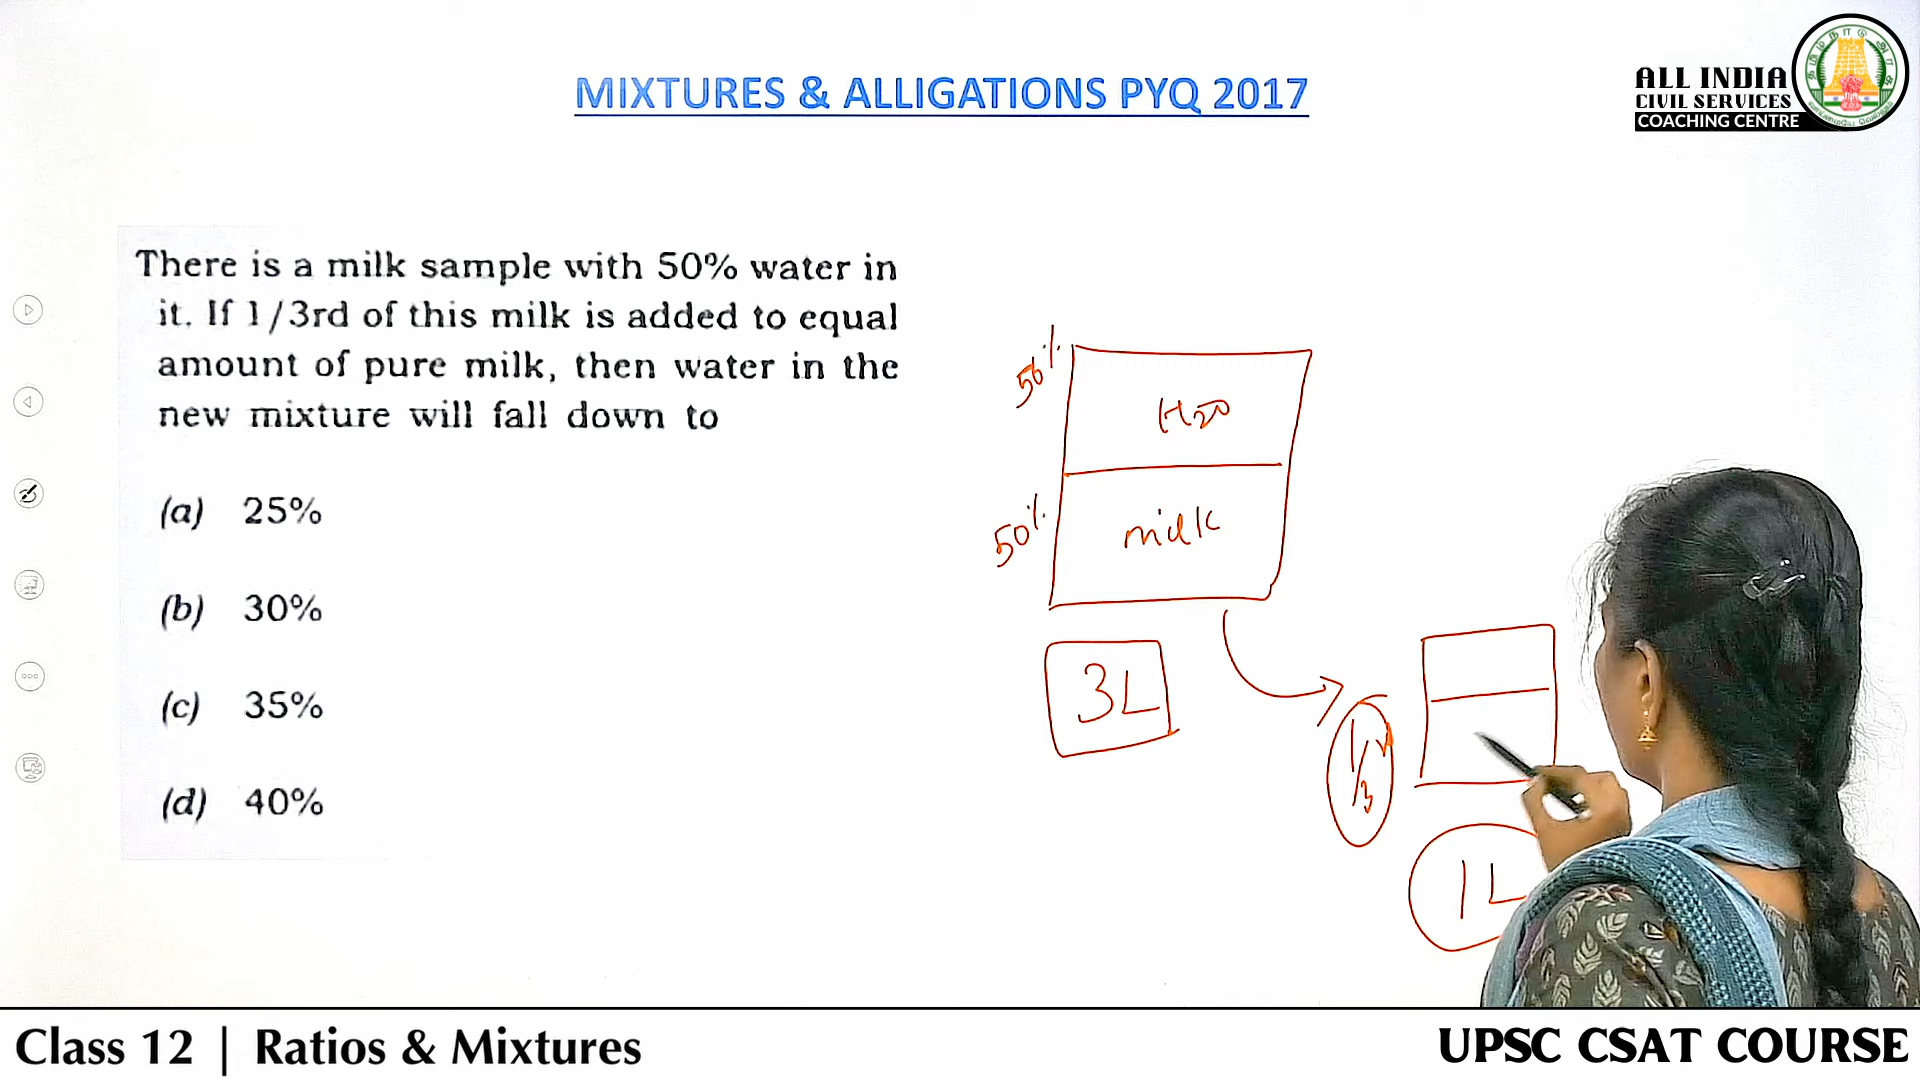 MIXTURES & ALLIGATIONS PYQ 2017
ALL INDIA
CIVIL SERVICES
COACHING CENTRE
There is a milk sample with 50% water in
it. If 1/3rd of this milk is added to equal
amount of pure milk, then water in the
new mixture will fall down to
(a) 25%
(b) 30%
(c) 35%
(d) 40%
50%
H2O
50%
milk
3L
1/3
1L
Class 12 | Ratios & Mixtures
UPSC CSAT COURSE